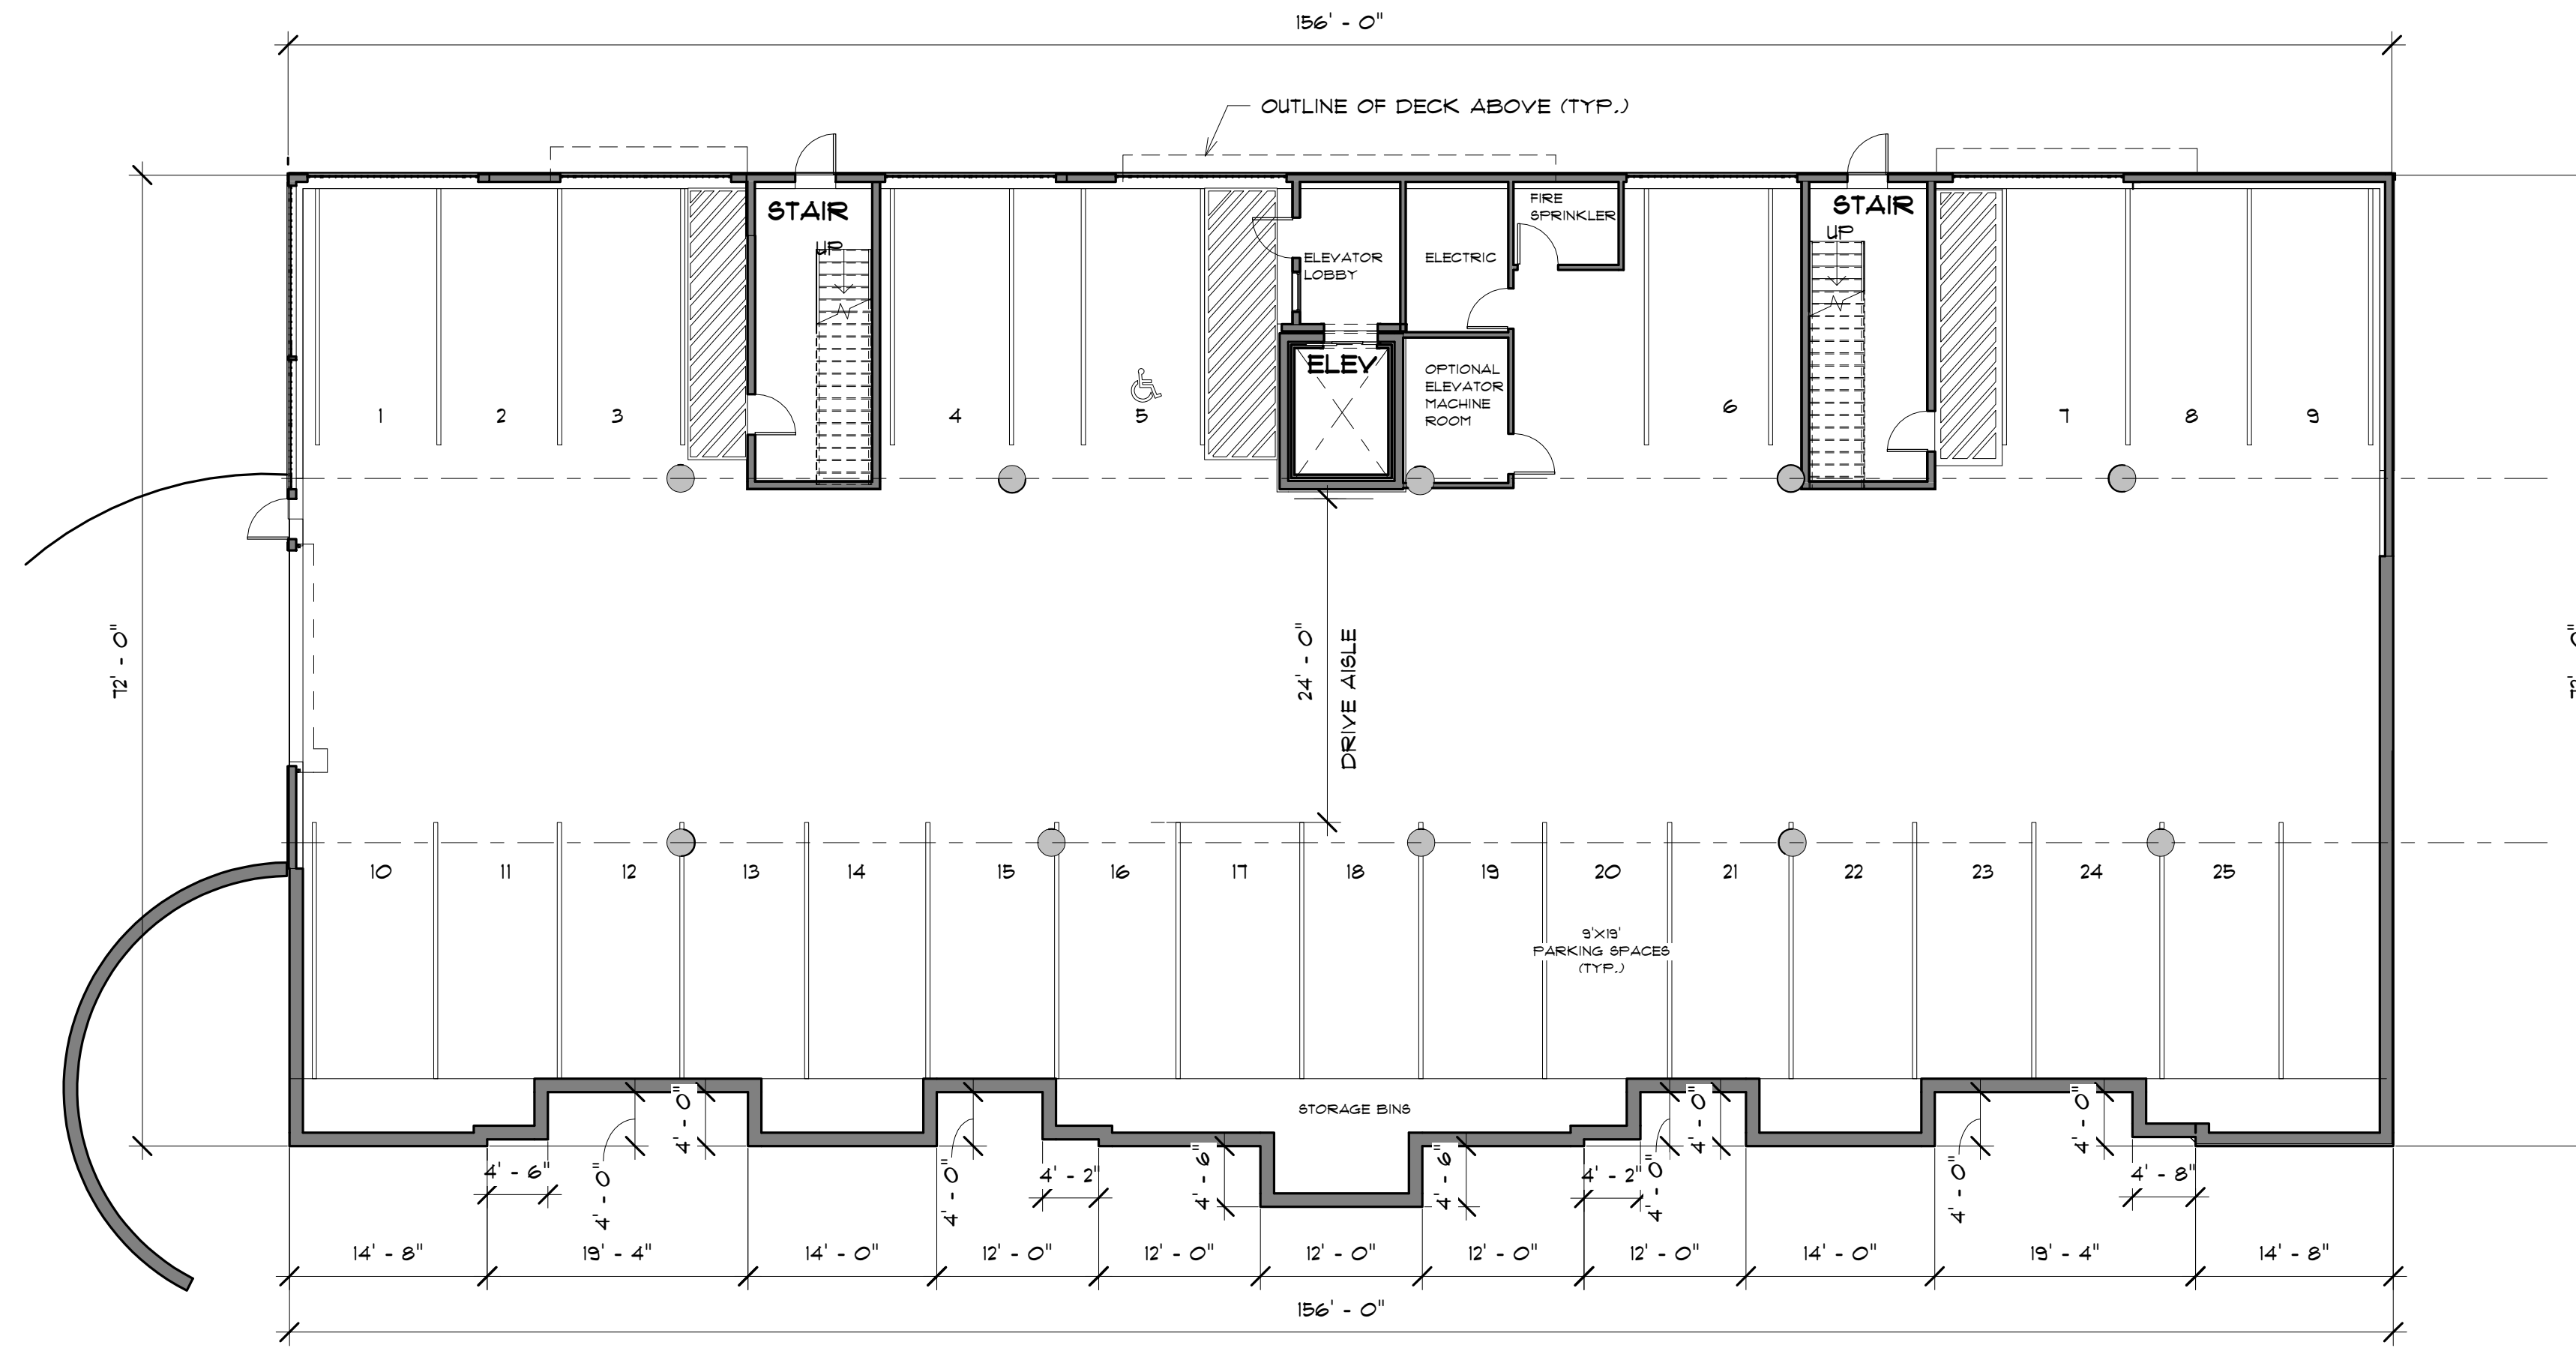 156' - 0"
OUTLINE OF DECK ABOVE (TYP.)
STAIR
UP
STAIR
UP
FIRE
SPRINKLER
ELEVATOR
LOBBY
ELECTRIC
ELEV
OPTIONAL
ELEVATOR
MACHINE
ROOM
1
2
3
4
5
6
7
8
9
72' - 0"
24' - 0"
DRIVE AISLE
10
11
12
13
14
15
16
17
18
19
20
21
22
23
24
25
9'X19'
PARKING SPACES
(TYP.)
STORAGE BINS
4' - 0"
4' - 0"
4' - 0"
4' - 6"
4' - 0"
4' - 0"
4' - 2"
4' - 6"
4' - 6"
4' - 2"
4' - 0"
4' - 0"
4' - 8"
14' - 8"
19' - 4"
14' - 0"
12' - 0"
12' - 0"
12' - 0"
12' - 0"
12' - 0"
14' - 0"
19' - 4"
14' - 8"
156' - 0"